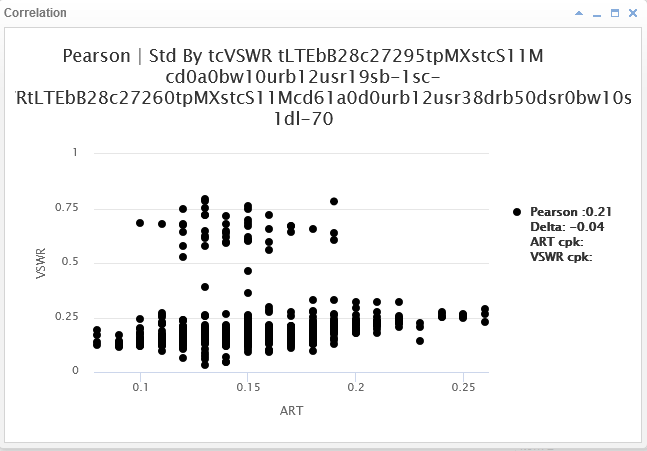 Correlation
Pearson | Std By tcVSWR tLTEbB28c27295tpMXstcS11M
cd0a0bw10urb12usr19sb-1sc-
RtLTEbB28c27260tpMXstcS11Mcd61a0d0urb12usr38drb50dsr0bw10s
1dl-70
1
0.75
0.5
0.25
0
VSWR
0.1 0.15 0.2 0.25
ART
Pearson :0.21
Delta: -0.04
ART cpk:
VSWR cpk: